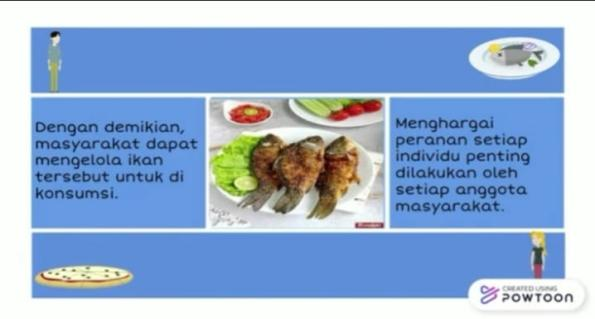 Dengan demikian,
masyarakat dapat
mengelola ikan
tersebut untuk di
konsumsi.
Menghargai
peranan setiap
individu penting
dilakukan oleh
setiap anggota
masyarakat.
CREATED USING
POWTOON